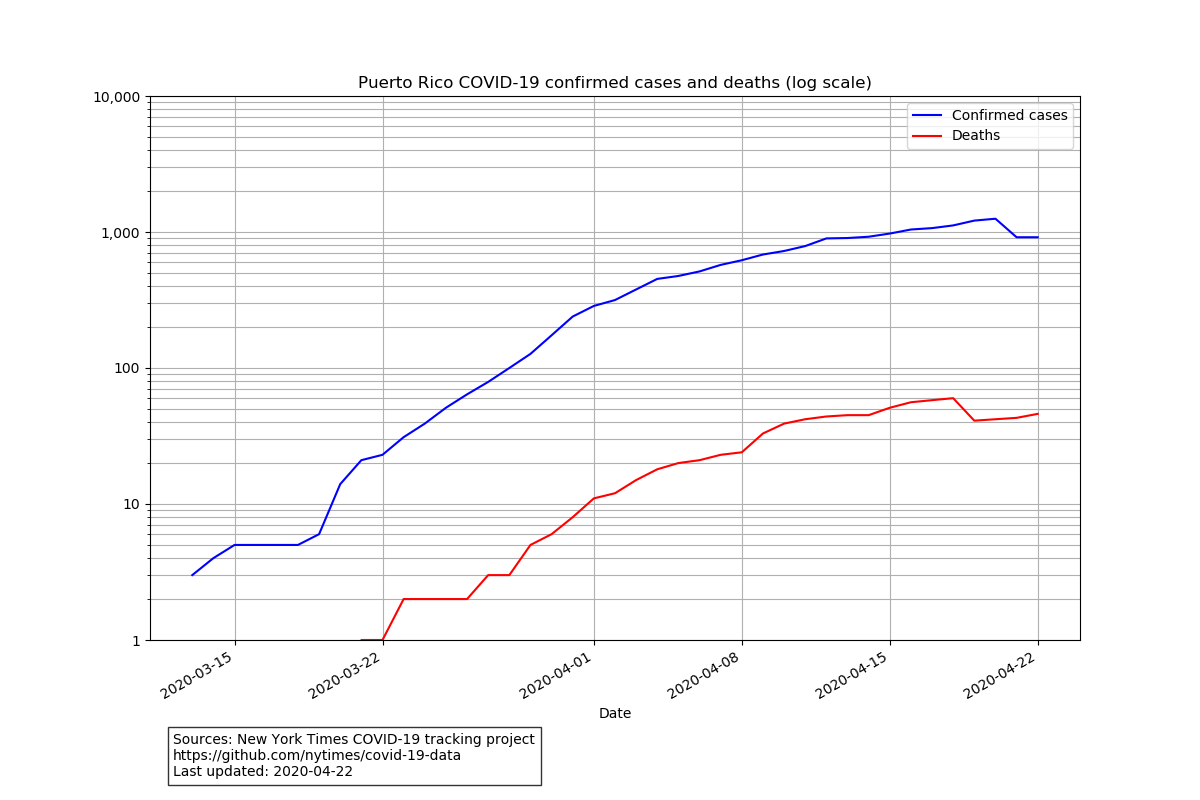 Puerto Rico COVID-19 confirmed cases and deaths (log scale)
10,000
1,000
100
10
1
Confirmed cases
Deaths
2020-03-15
2020-03-22
2020-04-01
2020-04-08
2020-04-15
2020-04-22
Date
Sources: New York Times COVID-19 tracking project
https://github.com/nytimes/covid-19-data
Last updated: 2020-04-22